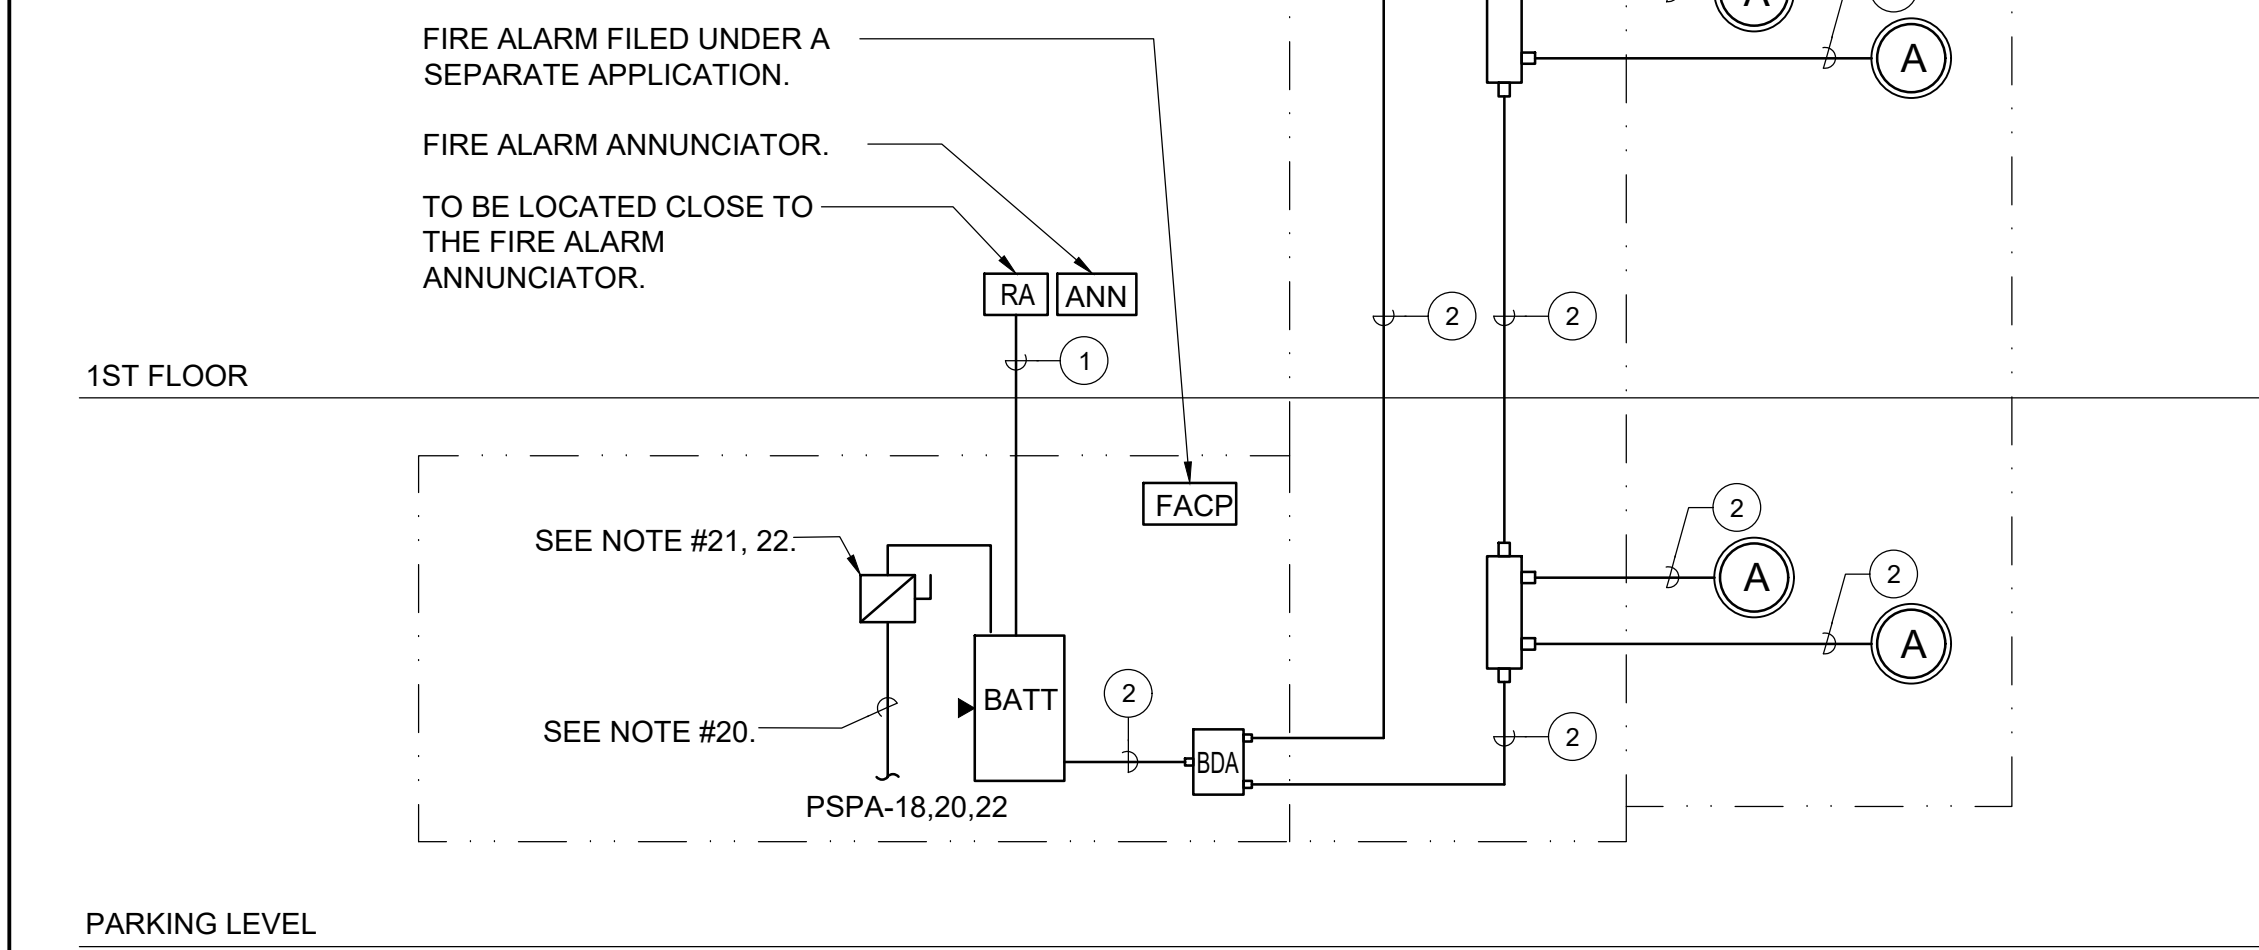 FIRE ALARM FILED UNDER A
SEPARATE APPLICATION.
A
A
FIRE ALARM ANNUNCIATOR.
TO BE LOCATED CLOSE TO
THE FIRE ALARM
ANNUNCIATOR.
RA
ANN
2
2
1
1ST FLOOR
FACP
2
SEE NOTE #21, 22.
A
2
A
BATT
2
SEE NOTE #20.
2
BDA
PSPA-18,20,22
PARKING LEVEL